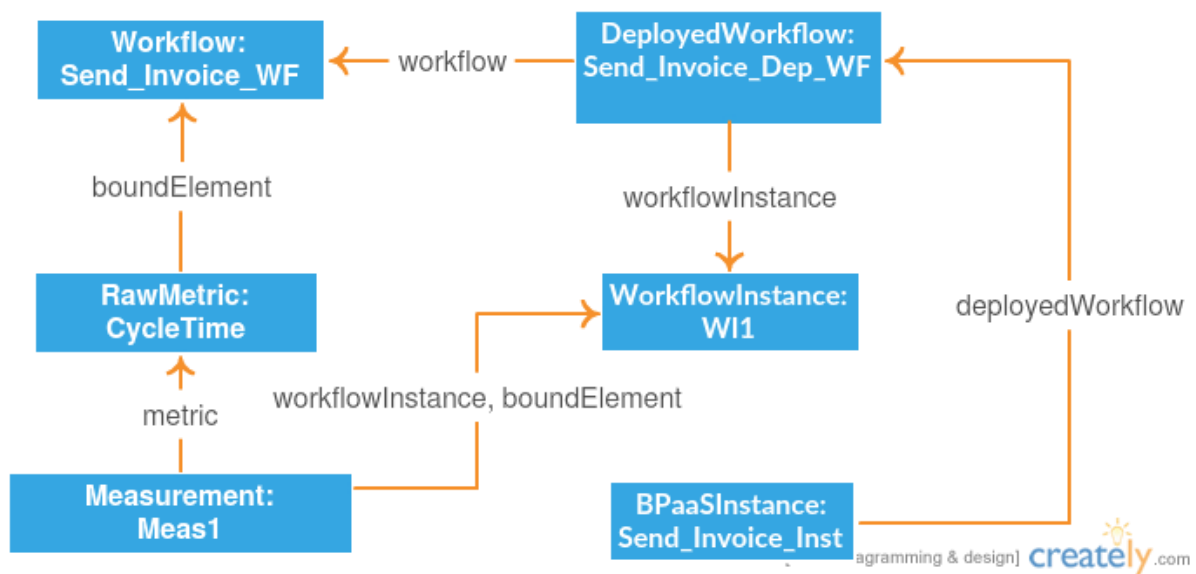 Workflow:
Send_Invoice_WF
workflow
DeployedWorkflow:
Send_Invoice_Dep_WF
boundElement
workflowInstance
RawMetric:
CycleTime
WorkflowInstance:
WI1
deployedWorkflow
metric
workflowInstance, boundElement
Measurement:
Meas1
BPaaSInstance:
Send_Invoice_Inst
agramming & design] creately.com